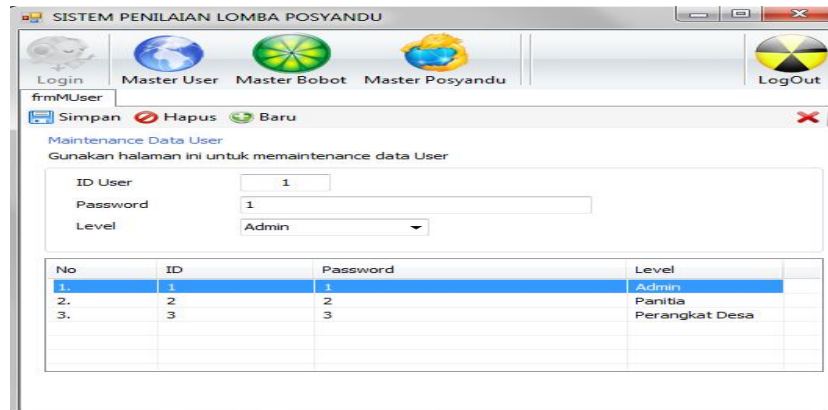 SISTEM PENILAIAN LOMBA POSYANDU
Login Master User Master Bobot Master Posyandu LogOut
frmMUser
Simpan Hapus Baru
Maintenance Data User
Gunakan halaman ini untuk memaintenance data User
ID User 1
Password 1
Level Admin
No ID Password Level
1. 1 1 Admin
2. 2 2 Panitia
3. 3 3 Perangkat Desa